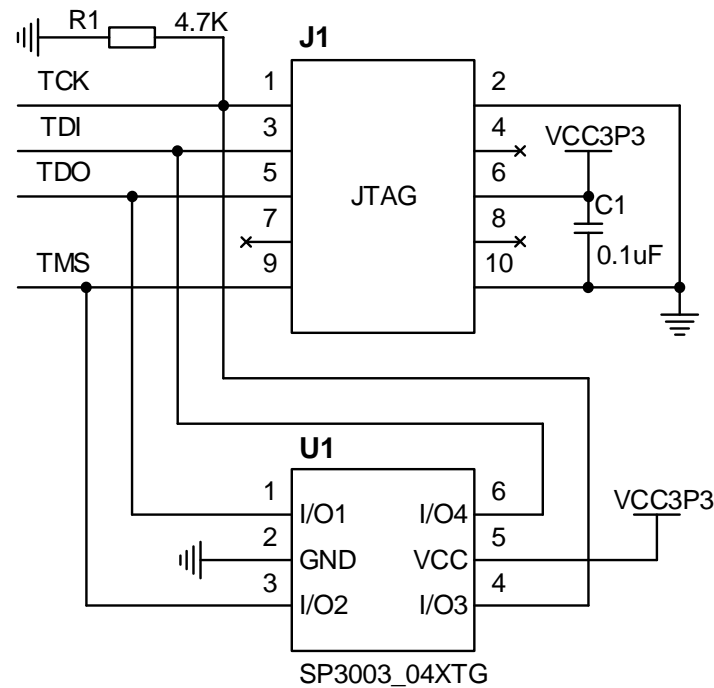 R1 4.7K
J1
TCK 1 2
TDI 3 4 VCC3P3
TDO 5 6
JTAG C1
7 8
0.1uF
TMS 9 10
U1
1 6 VCC3P3
I/O1 I/O4
2 5
GND VCC
3 4
I/O2 I/O3
SP3003_04XTG